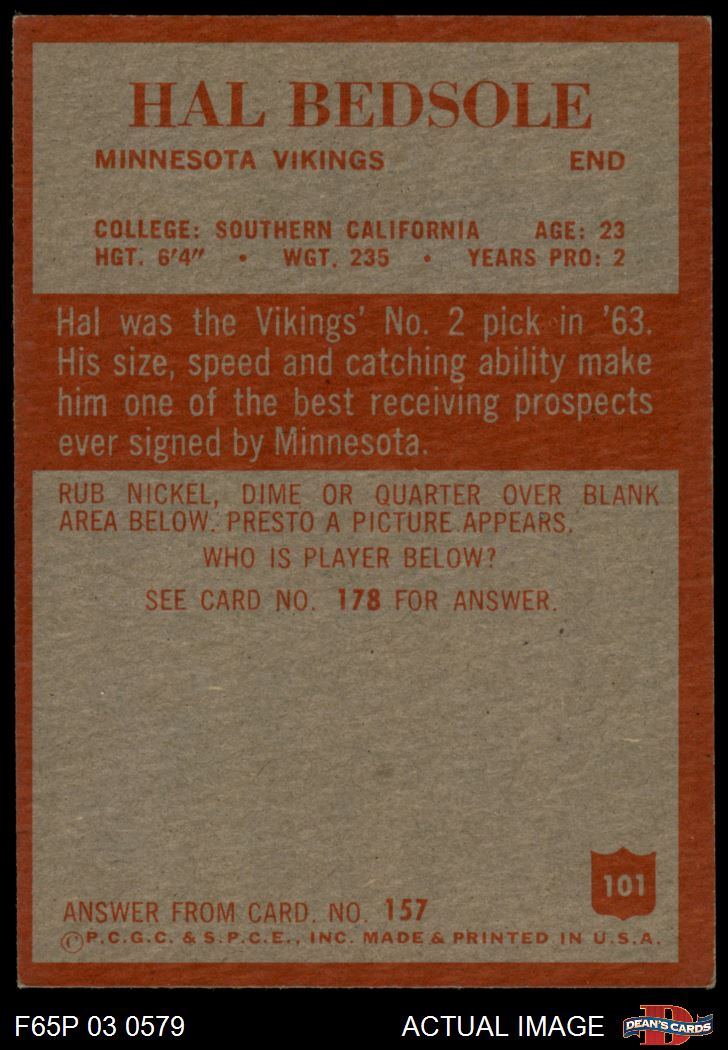 HAL BEDSOLE
MINNESOTA VIKINGS END
COLLEGE: SOUTHERN CALIFORNIA AGE: 23
HGT. 6'4" • WGT. 235 • YEARS PRO: 2
Hal was the Vikings' No. 2 pick in '63.
His size, speed and catching ability make
him one of the best receiving prospects
ever signed by Minnesota.
RUB NICKEL, DIME OR QUARTER OVER BLANK
AREA BELOW. PRESTO A PICTURE APPEARS.
WHO IS PLAYER BELOW?
SEE CARD NO. 178 FOR ANSWER.
101
ANSWER FROM CARD. NO. 157
©P.C.G.C. & S.P.C.E., INC. MADE & PRINTED IN U.S.A.
F65P 03 0579 ACTUAL IMAGE
D
DEAN'S CARDS